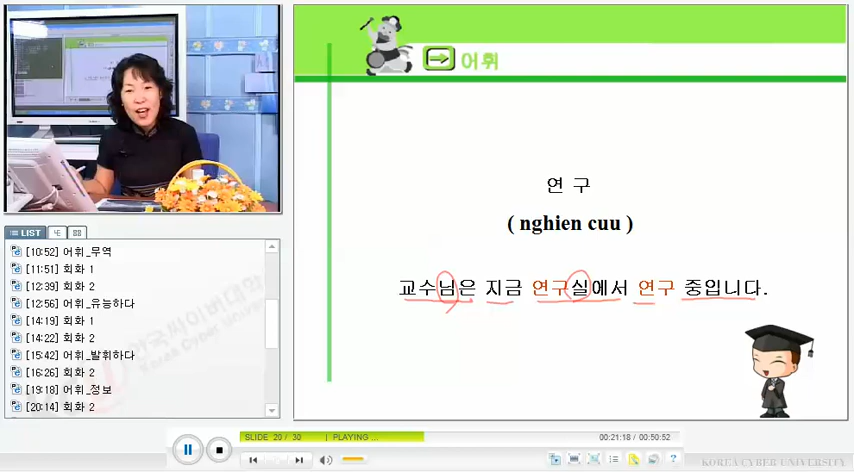 어휘
연 구
( nghien cuu )
교수님은 지금 연구실에서 연구 중입니다.
LIST
[10:52] 어휘_무역
[11:51] 회화 1
[12:39] 회화 2
[12:56] 어휘_유능하다
[14:19] 회화 1
[14:22] 회화 2
[15:42] 어휘_발휘하다
[16:26] 회화 2
[19:18] 어휘_정보
[20:14] 회화 2
SLIDE 20 / 30 | PLAYING ...
00:21:18 / 00:50:52
KOREA CYBER UNIVERSITY